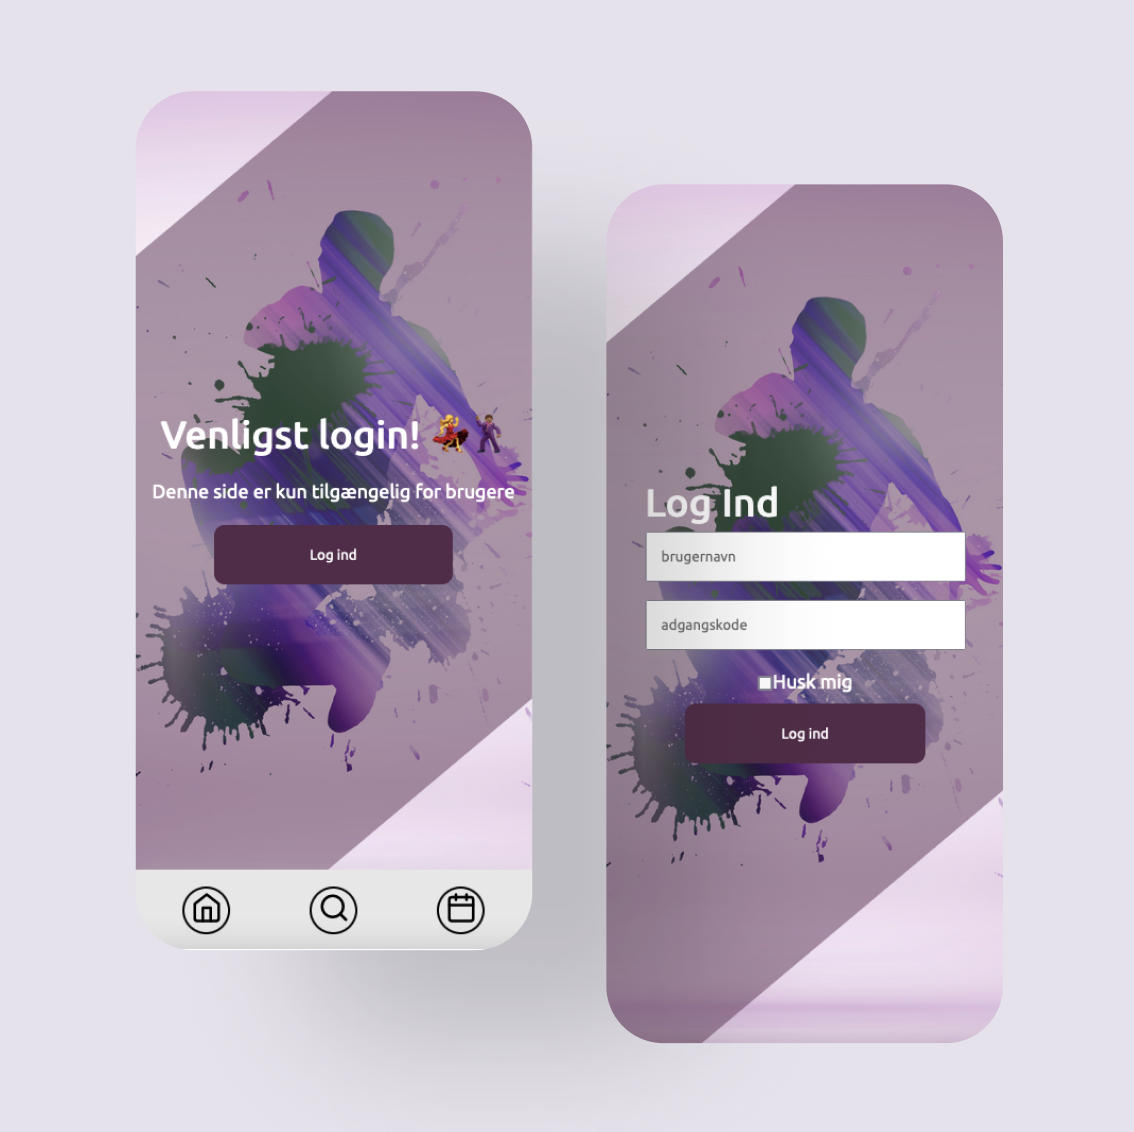 Venligst login! 💃🕺
Denne side er kun tilgængelig for brugere
Log ind
Log Ind
brugernavn
adgangskode
Husk mig
Log ind